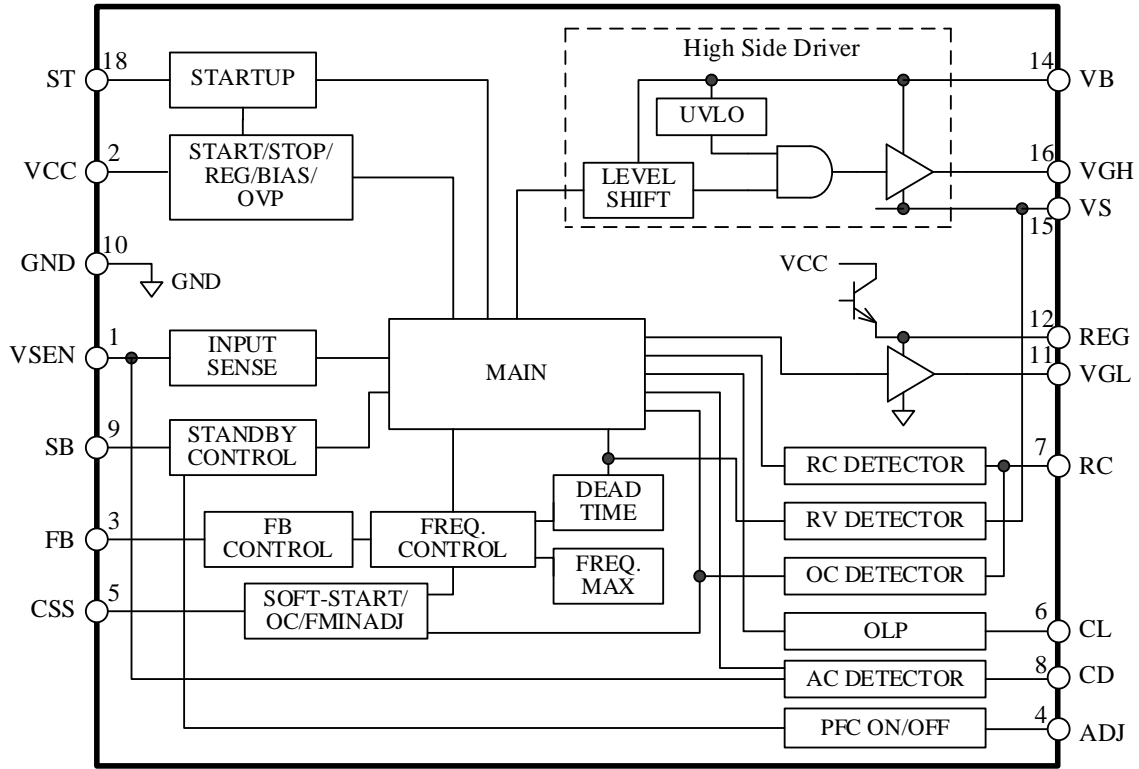 High Side Driver
18
ST
STARTUP
14
VB
UVLO
2
VCC
START/STOP/
REG/BIAS/
OVP
LEVEL
SHIFT
16
VGH
VS
15
10
GND
GND
VCC
1
VSEN
INPUT
SENSE
MAIN
12
REG
11
VGL
9
SB
STANDBY
CONTROL
RC DETECTOR
7
RC
DEAD
TIME
3
FB
FB
CONTROL
FREQ.
CONTROL
RV DETECTOR
FREQ.
MAX
OC DETECTOR
5
CSS
SOFT-START/
OC/FMINADJ
OLP
6
CL
AC DETECTOR
8
CD
PFC ON/OFF
4
ADJ